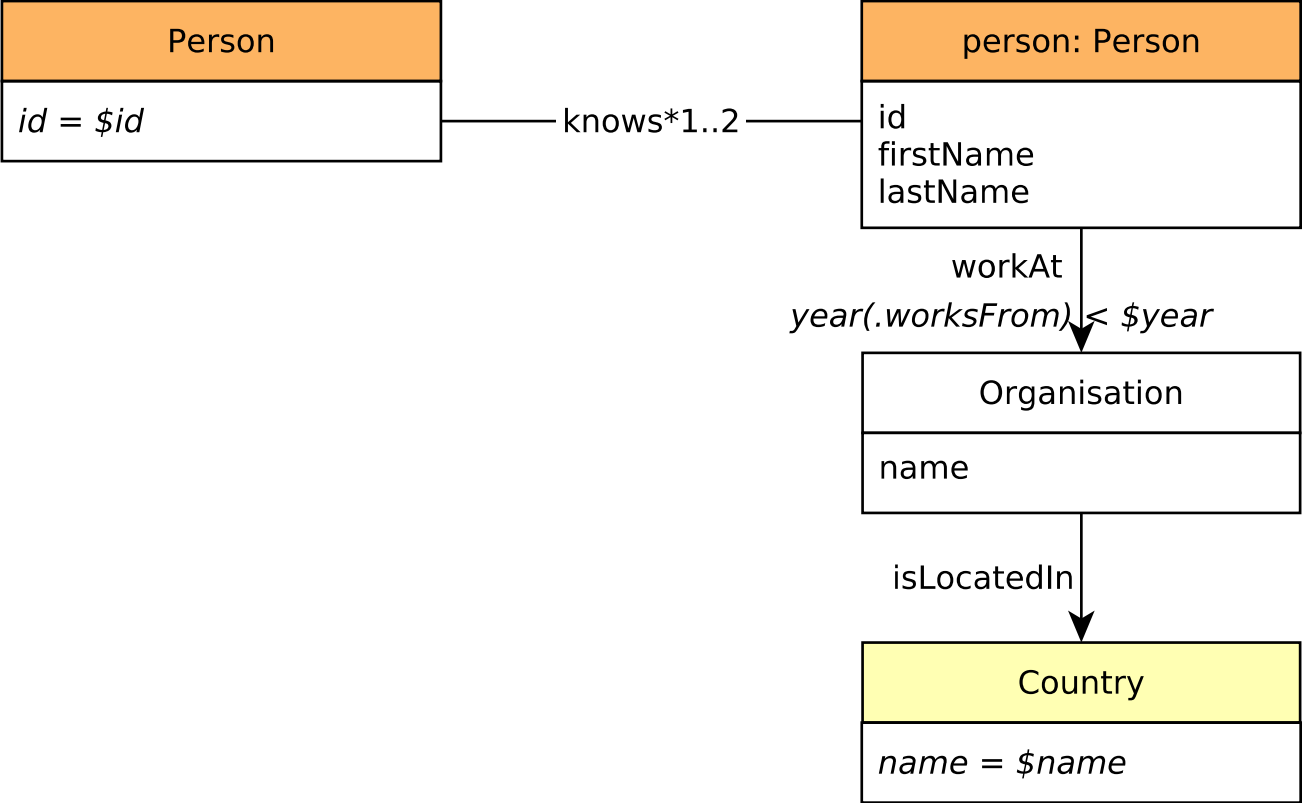 Person
id = $id
knows*1..2
person: Person
id
firstName
lastName
workAt
year(.worksFrom) < $year
Organisation
name
isLocatedIn
Country
name = $name